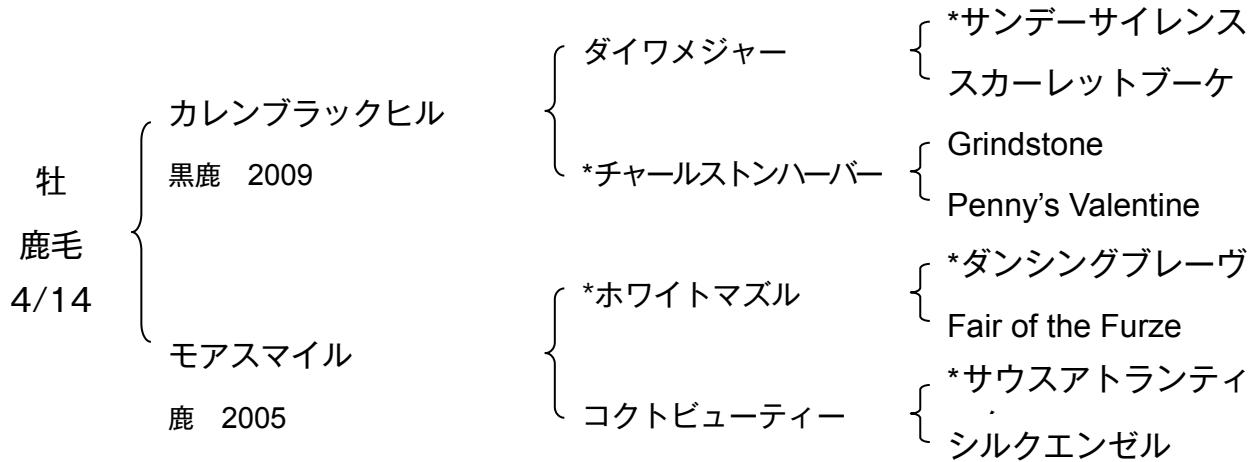 *サンデーサイレンス
ダイワメジャー
スカーレットブーケ
カレンブラックヒル
黒鹿 2009
Grindstone
*チャールストンハーバー
Penny's Valentine
牡
鹿毛
4/14
*ダンシングブレーヴ
*ホワイトマズル
Fair of the Furze
モアスマイル
鹿 2005
*サウスアトランティ
コクトビューティー
シルクエンゼル